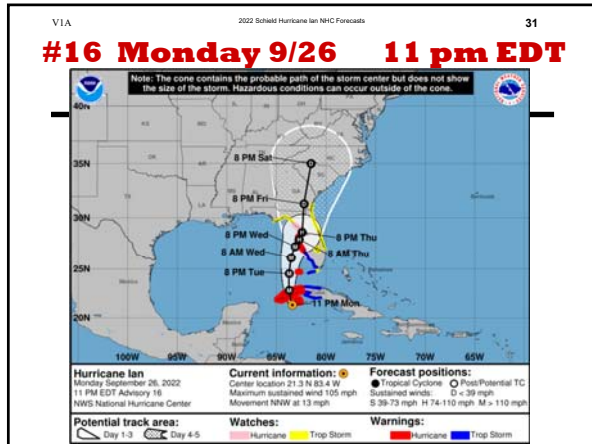 V1A
2022 Schield Hurricane Ian NHC Forecasts
31
#16 Monday 9/26 11 pm EDT
Note: The cone contains the probable path of the storm center but does not show
the size of the storm. Hazardous conditions can occur outside of the cone.
40N
35N
30N
25N
20N
8 PM Sat
8 PM Fri
8 PM Wed
8 PM Thu
8 AM Wed
8 AM Thu
8 PM Tue
11 PM Mon
Mexico
Bermuda
100W 95W 90W 85W 80W 75W 70W 65W 60W
Hurricane Ian
Monday September 26, 2022
11 PM EDT Advisory 16
NWS National Hurricane Center
Current information:
Center location 21.3 N 83.4 W
Maximum sustained wind 105 mph
Movement NNW at 13 mph
Forecast positions:
Tropical Cyclone Post/Potential TC
Sustained winds: D < 39 mph
S 39-73 mph H 74-110 mph M > 110 mph
Potential track area:
Day 1-3 Day 4-5
Watches:
Hurricane Trop Storm
Warnings:
Hurricane Trop Storm